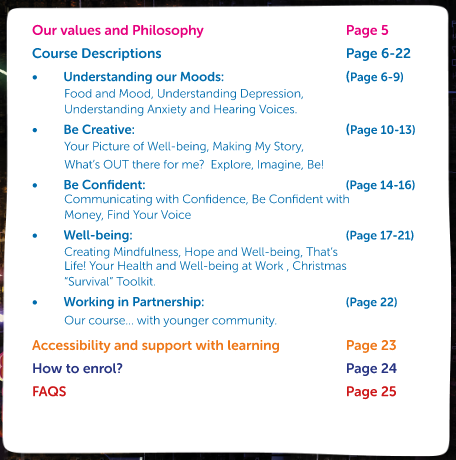 Our values and Philosophy Page 5
Course Descriptions Page 6-22
• Understanding our Moods: (Page 6-9)
Food and Mood, Understanding Depression,
Understanding Anxiety and Hearing Voices.
• Be Creative: (Page 10-13)
Your Picture of Well-being, Making My Story,
What's OUT there for me? Explore, Imagine, Be!
• Be Confident: (Page 14-16)
Communicating with Confidence, Be Confident with
Money, Find Your Voice
• Well-being: (Page 17-21)
Creating Mindfulness, Hope and Well-being, That's
Life! Your Health and Well-being at Work , Christmas
"Survival" Toolkit.
• Working in Partnership: (Page 22)
Our course... with younger community.
Accessibility and support with learning Page 23
How to enrol? Page 24
FAQS Page 25